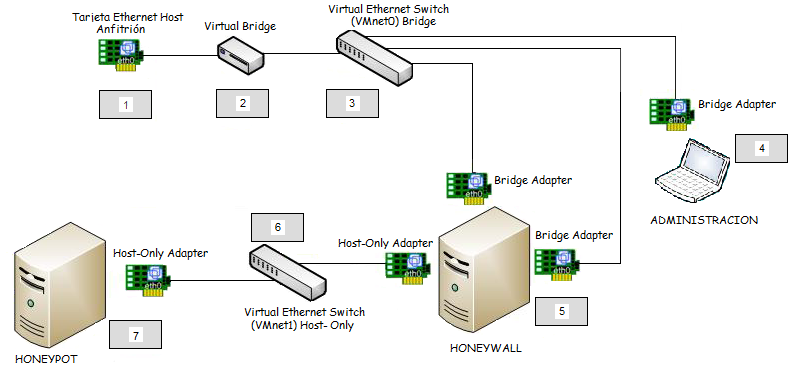 Tarjeta Ethernet Host
Anfitrión
eth0
1
Virtual Bridge
2
Virtual Ethernet Switch
(VMnet0) Bridge
3
Bridge Adapter
eth0
4
ADMINISTRACION
Bridge Adapter
eth0
Bridge Adapter
eth0
5
HONEYWALL
Host-Only Adapter
eth0
6
Virtual Ethernet Switch
(VMnet1) Host- Only
Host-Only Adapter
eth0
7
HONEYPOT